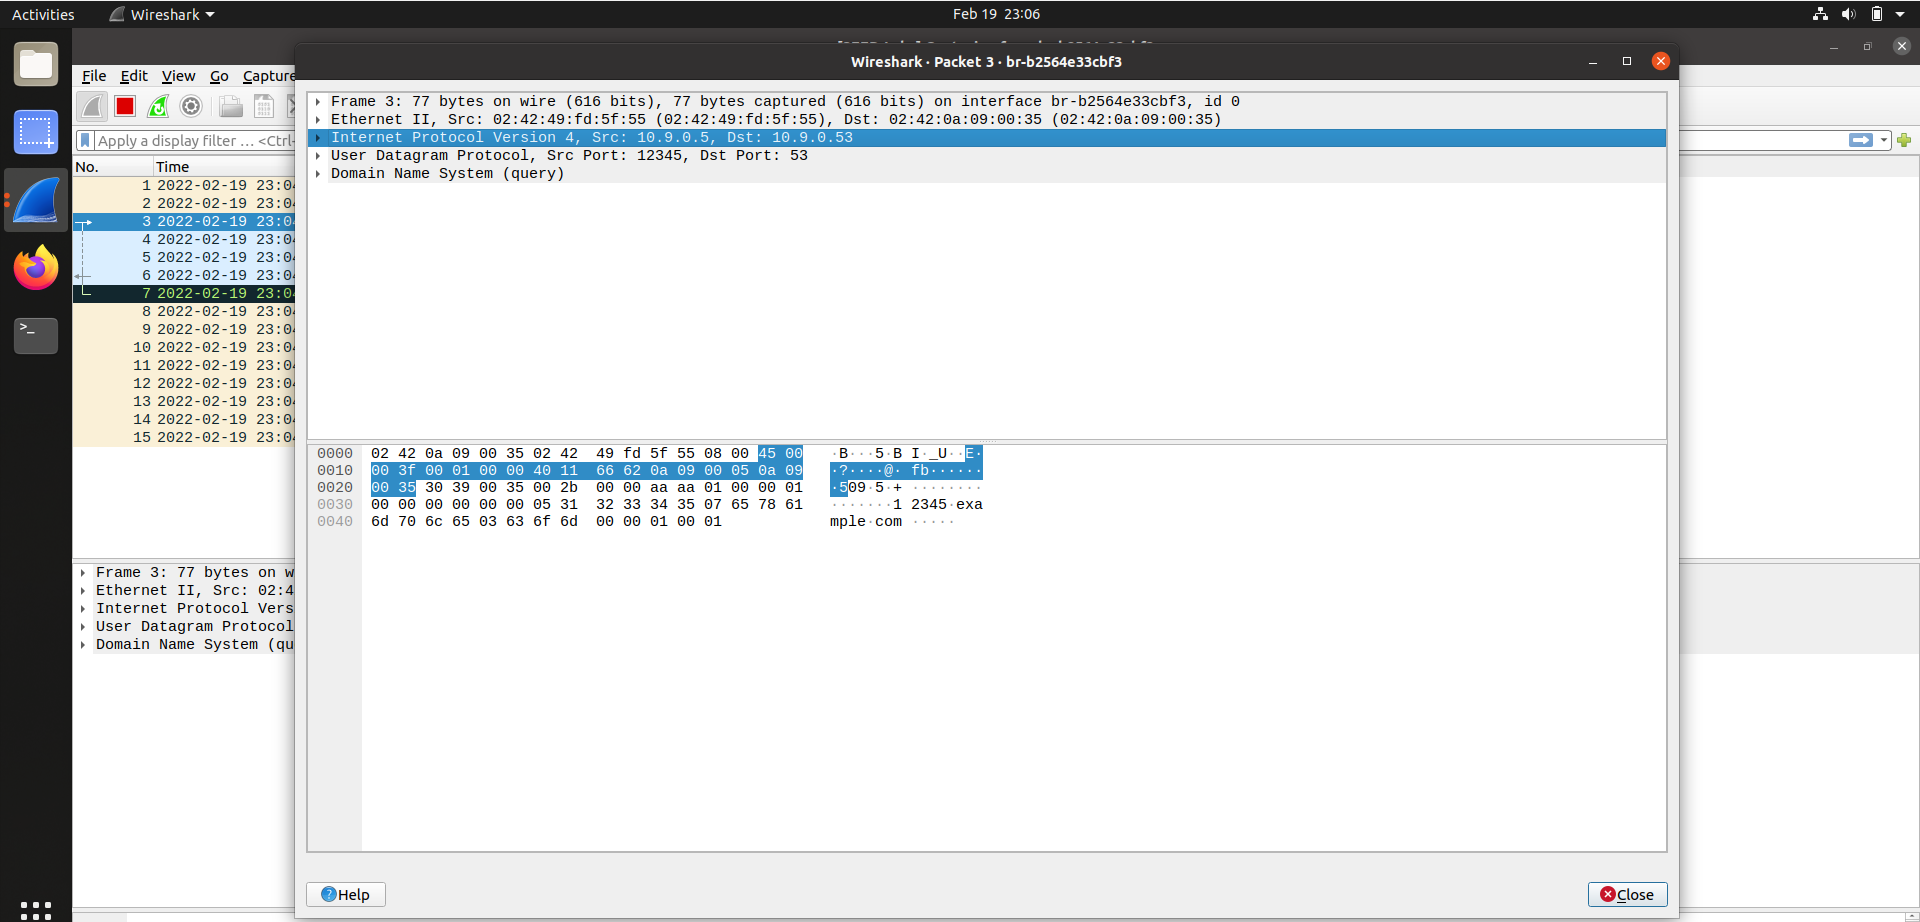 Activities Wireshark Feb 19 23:06
Wireshark · Packet 3 · br-b2564e33cbf3
File Edit View Go Capture
Apply a display filter … <Ctrl-
No. Time
1 2022-02-19 23:04
2 2022-02-19 23:04
3 2022-02-19 23:04
4 2022-02-19 23:04
5 2022-02-19 23:04
6 2022-02-19 23:04
7 2022-02-19 23:04
8 2022-02-19 23:04
9 2022-02-19 23:04
10 2022-02-19 23:04
11 2022-02-19 23:04
12 2022-02-19 23:04
13 2022-02-19 23:04
14 2022-02-19 23:04
15 2022-02-19 23:04
Frame 3: 77 bytes on w
Ethernet II, Src: 02:4
Internet Protocol Vers
User Datagram Protocol
Domain Name System (qu
Frame 3: 77 bytes on wire (616 bits), 77 bytes captured (616 bits) on interface br-b2564e33cbf3, id 0
Ethernet II, Src: 02:42:49:fd:5f:55 (02:42:49:fd:5f:55), Dst: 02:42:0a:09:00:35 (02:42:0a:09:00:35)
Internet Protocol Version 4, Src: 10.9.0.5, Dst: 10.9.0.53
User Datagram Protocol, Src Port: 12345, Dst Port: 53
Domain Name System (query)
0000 02 42 0a 09 00 35 02 42 49 fd 5f 55 08 00 45 00 ·B···5·B I·_U··E·
0010 00 3f 00 01 00 00 40 11 66 62 0a 09 00 05 0a 09 ·?····@· fb······
0020 00 35 30 39 00 35 00 2b 00 00 aa aa 01 00 00 01 ·509·5·+ ········
0030 00 00 00 00 00 00 05 31 32 33 34 35 07 65 78 61 ·······1 2345·exa
0040 6d 70 6c 65 03 63 6f 6d 00 00 01 00 01 mple·com ·····
Help Close